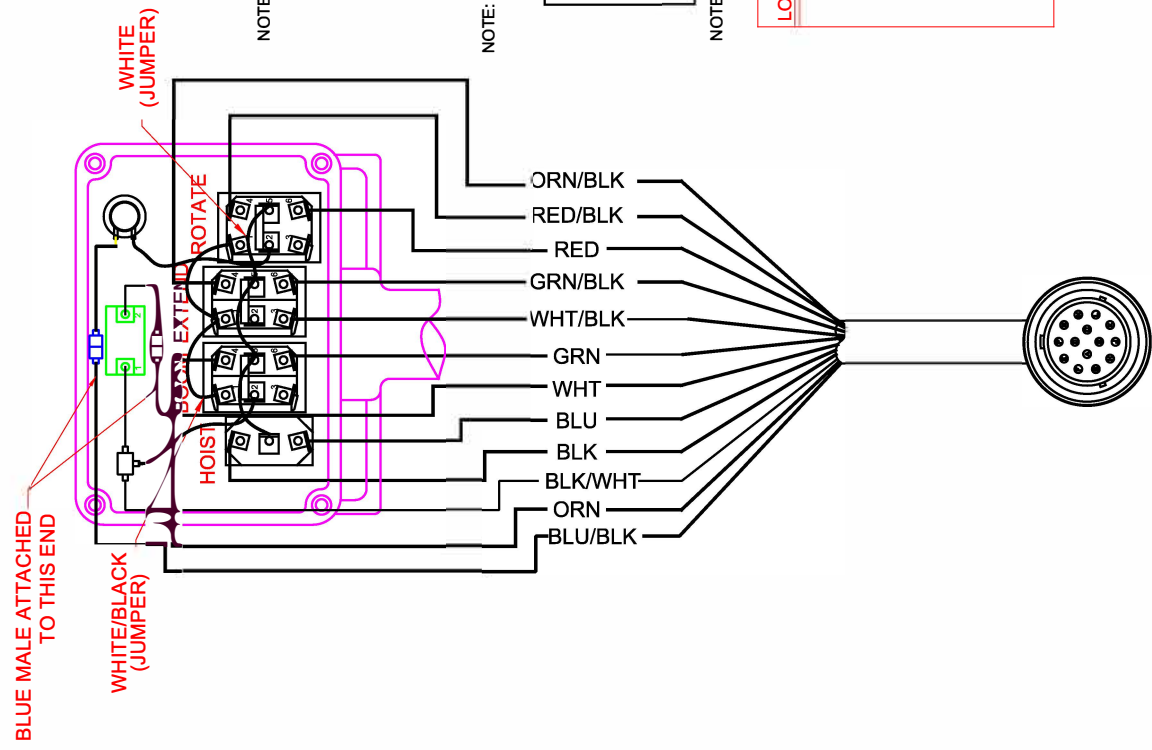 NOTE
NOTE:
NOTE
LO
WHITE
(JUMPER)
ROTATE
EXTEND
HOIST
BLUE MALE ATTACHED
TO THIS END
WHITE/BLACK
(JUMPER)
ORN/BLK
RED/BLK
RED
GRN/BLK
WHT/BLK
GRN
WHT
BLU
BLK
BLK/WHT
ORN
BLU/BLK